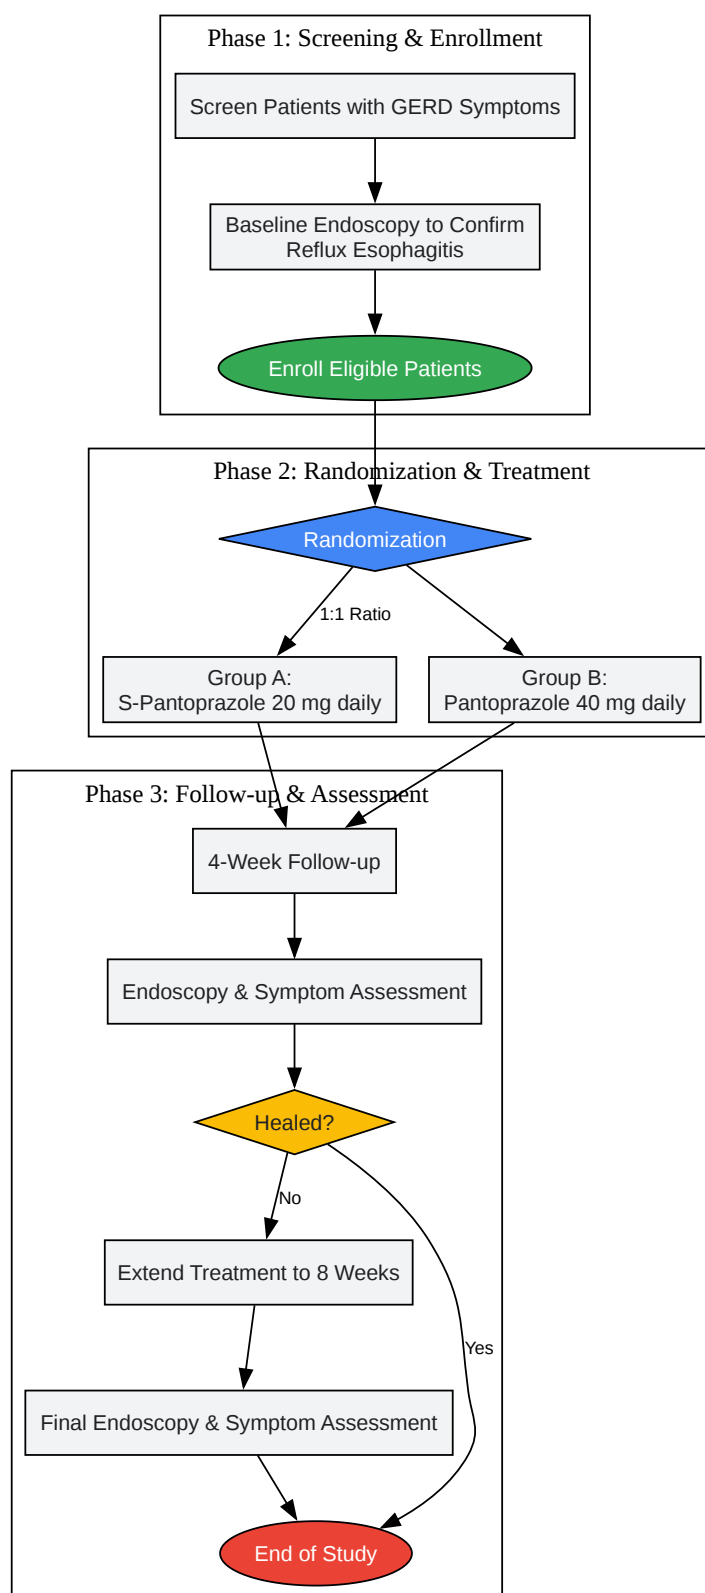 Phase 1: Screening & Enrollment
Screen Patients with GERD Symptoms
Baseline Endoscopy to Confirm
Reflux Esophagitis
Enroll Eligible Patients
Phase 2: Randomization & Treatment
Randomization
1:1 Ratio
Group A:
S-Pantoprazole 20 mg daily
Group B:
Pantoprazole 40 mg daily
Phase 3: Follow-up & Assessment
4-Week Follow-up
Endoscopy & Symptom Assessment
Healed?
No
Extend Treatment to 8 Weeks
Yes
Final Endoscopy & Symptom Assessment
End of Study